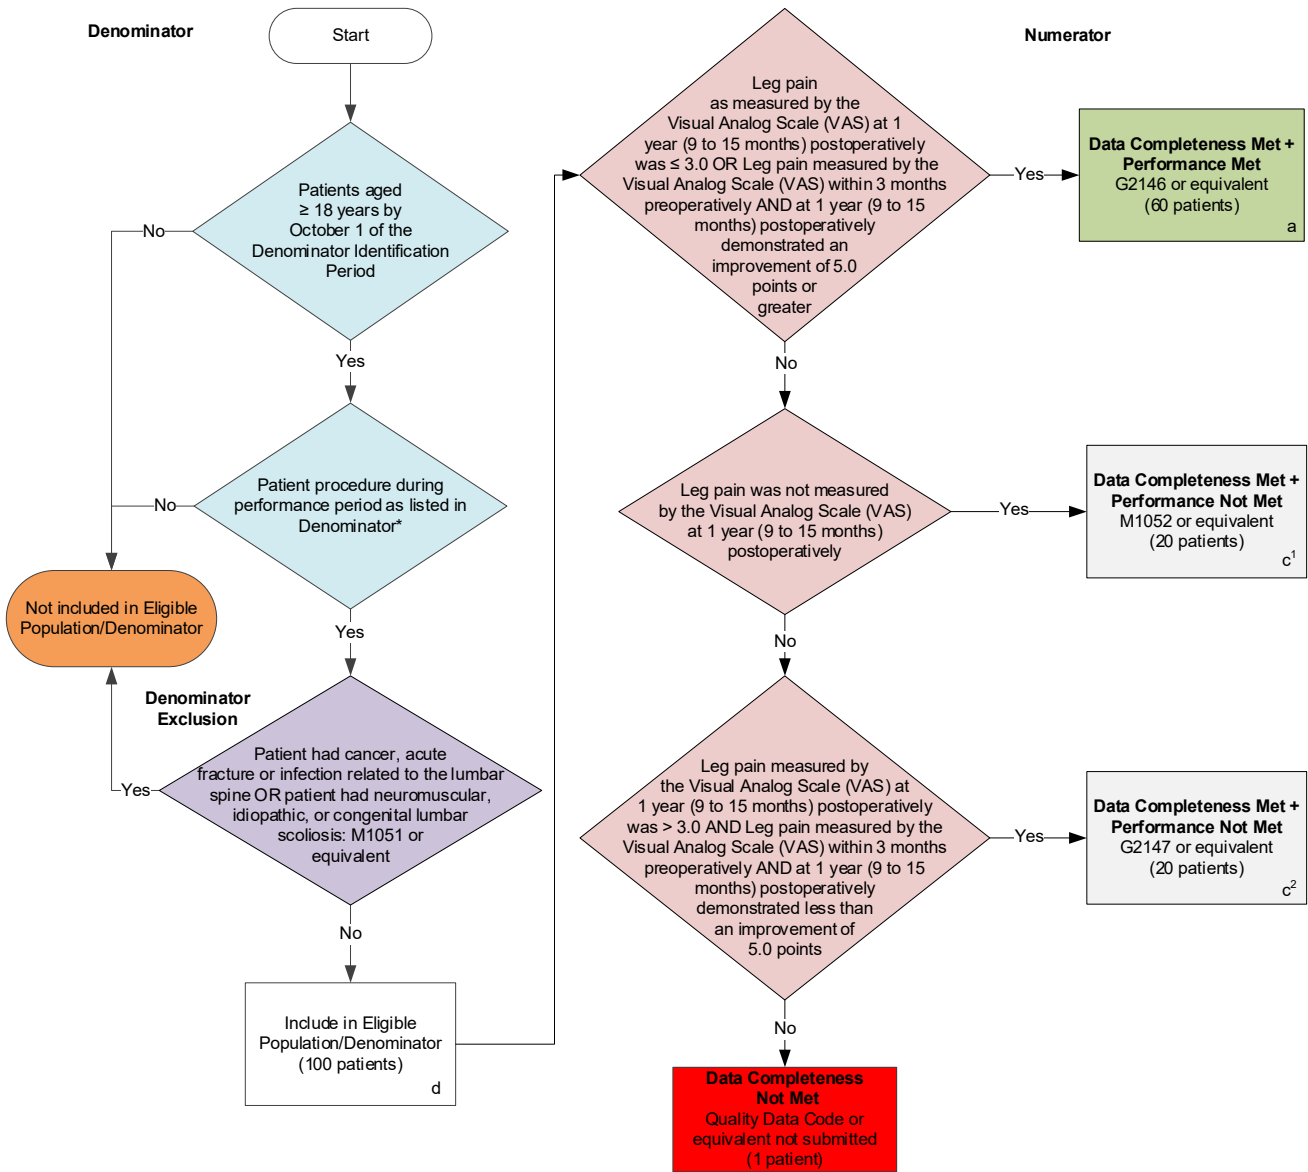 Denominator
Start
Patients aged
≥ 18 years by
October 1 of the
Denominator Identification
Period
No
Yes
Patient procedure during
performance period as listed in
Denominator*
No
Not included in Eligible
Population/Denominator
Yes
Denominator
Exclusion
Patient had cancer, acute
fracture or infection related to the lumbar
spine OR patient had neuromuscular,
idiopathic, or congenital lumbar
scoliosis: M1051 or
equivalent
Yes
No
Include in Eligible
Population/Denominator
(100 patients)
d
Numerator
Leg pain
as measured by the
Visual Analog Scale (VAS) at 1
year (9 to 15 months) postoperatively
was ≤ 3.0 OR Leg pain measured by the
Visual Analog Scale (VAS) within 3 months
preoperatively AND at 1 year (9 to 15
months) postoperatively
demonstrated an
improvement of 5.0
points or
greater
Yes
Data Completeness Met +
Performance Met
G2146 or equivalent
(60 patients)
a
No
Leg pain was not measured
by the Visual Analog Scale (VAS)
at 1 year (9 to 15 months)
postoperatively
Yes
Data Completeness Met +
Performance Not Met
M1052 or equivalent
(20 patients)
c¹
No
Leg pain measured by
the Visual Analog Scale (VAS) at
1 year (9 to 15 months) postoperatively
was > 3.0 AND Leg pain measured by the
Visual Analog Scale (VAS) within 3 months
preoperatively AND at 1 year (9 to 15
months) postoperatively
demonstrated less than
an improvement of
5.0 points
Yes
Data Completeness Met +
Performance Not Met
G2147 or equivalent
(20 patients)
c²
No
Data Completeness
Not Met
Quality Data Code or
equivalent not submitted
(1 patient)